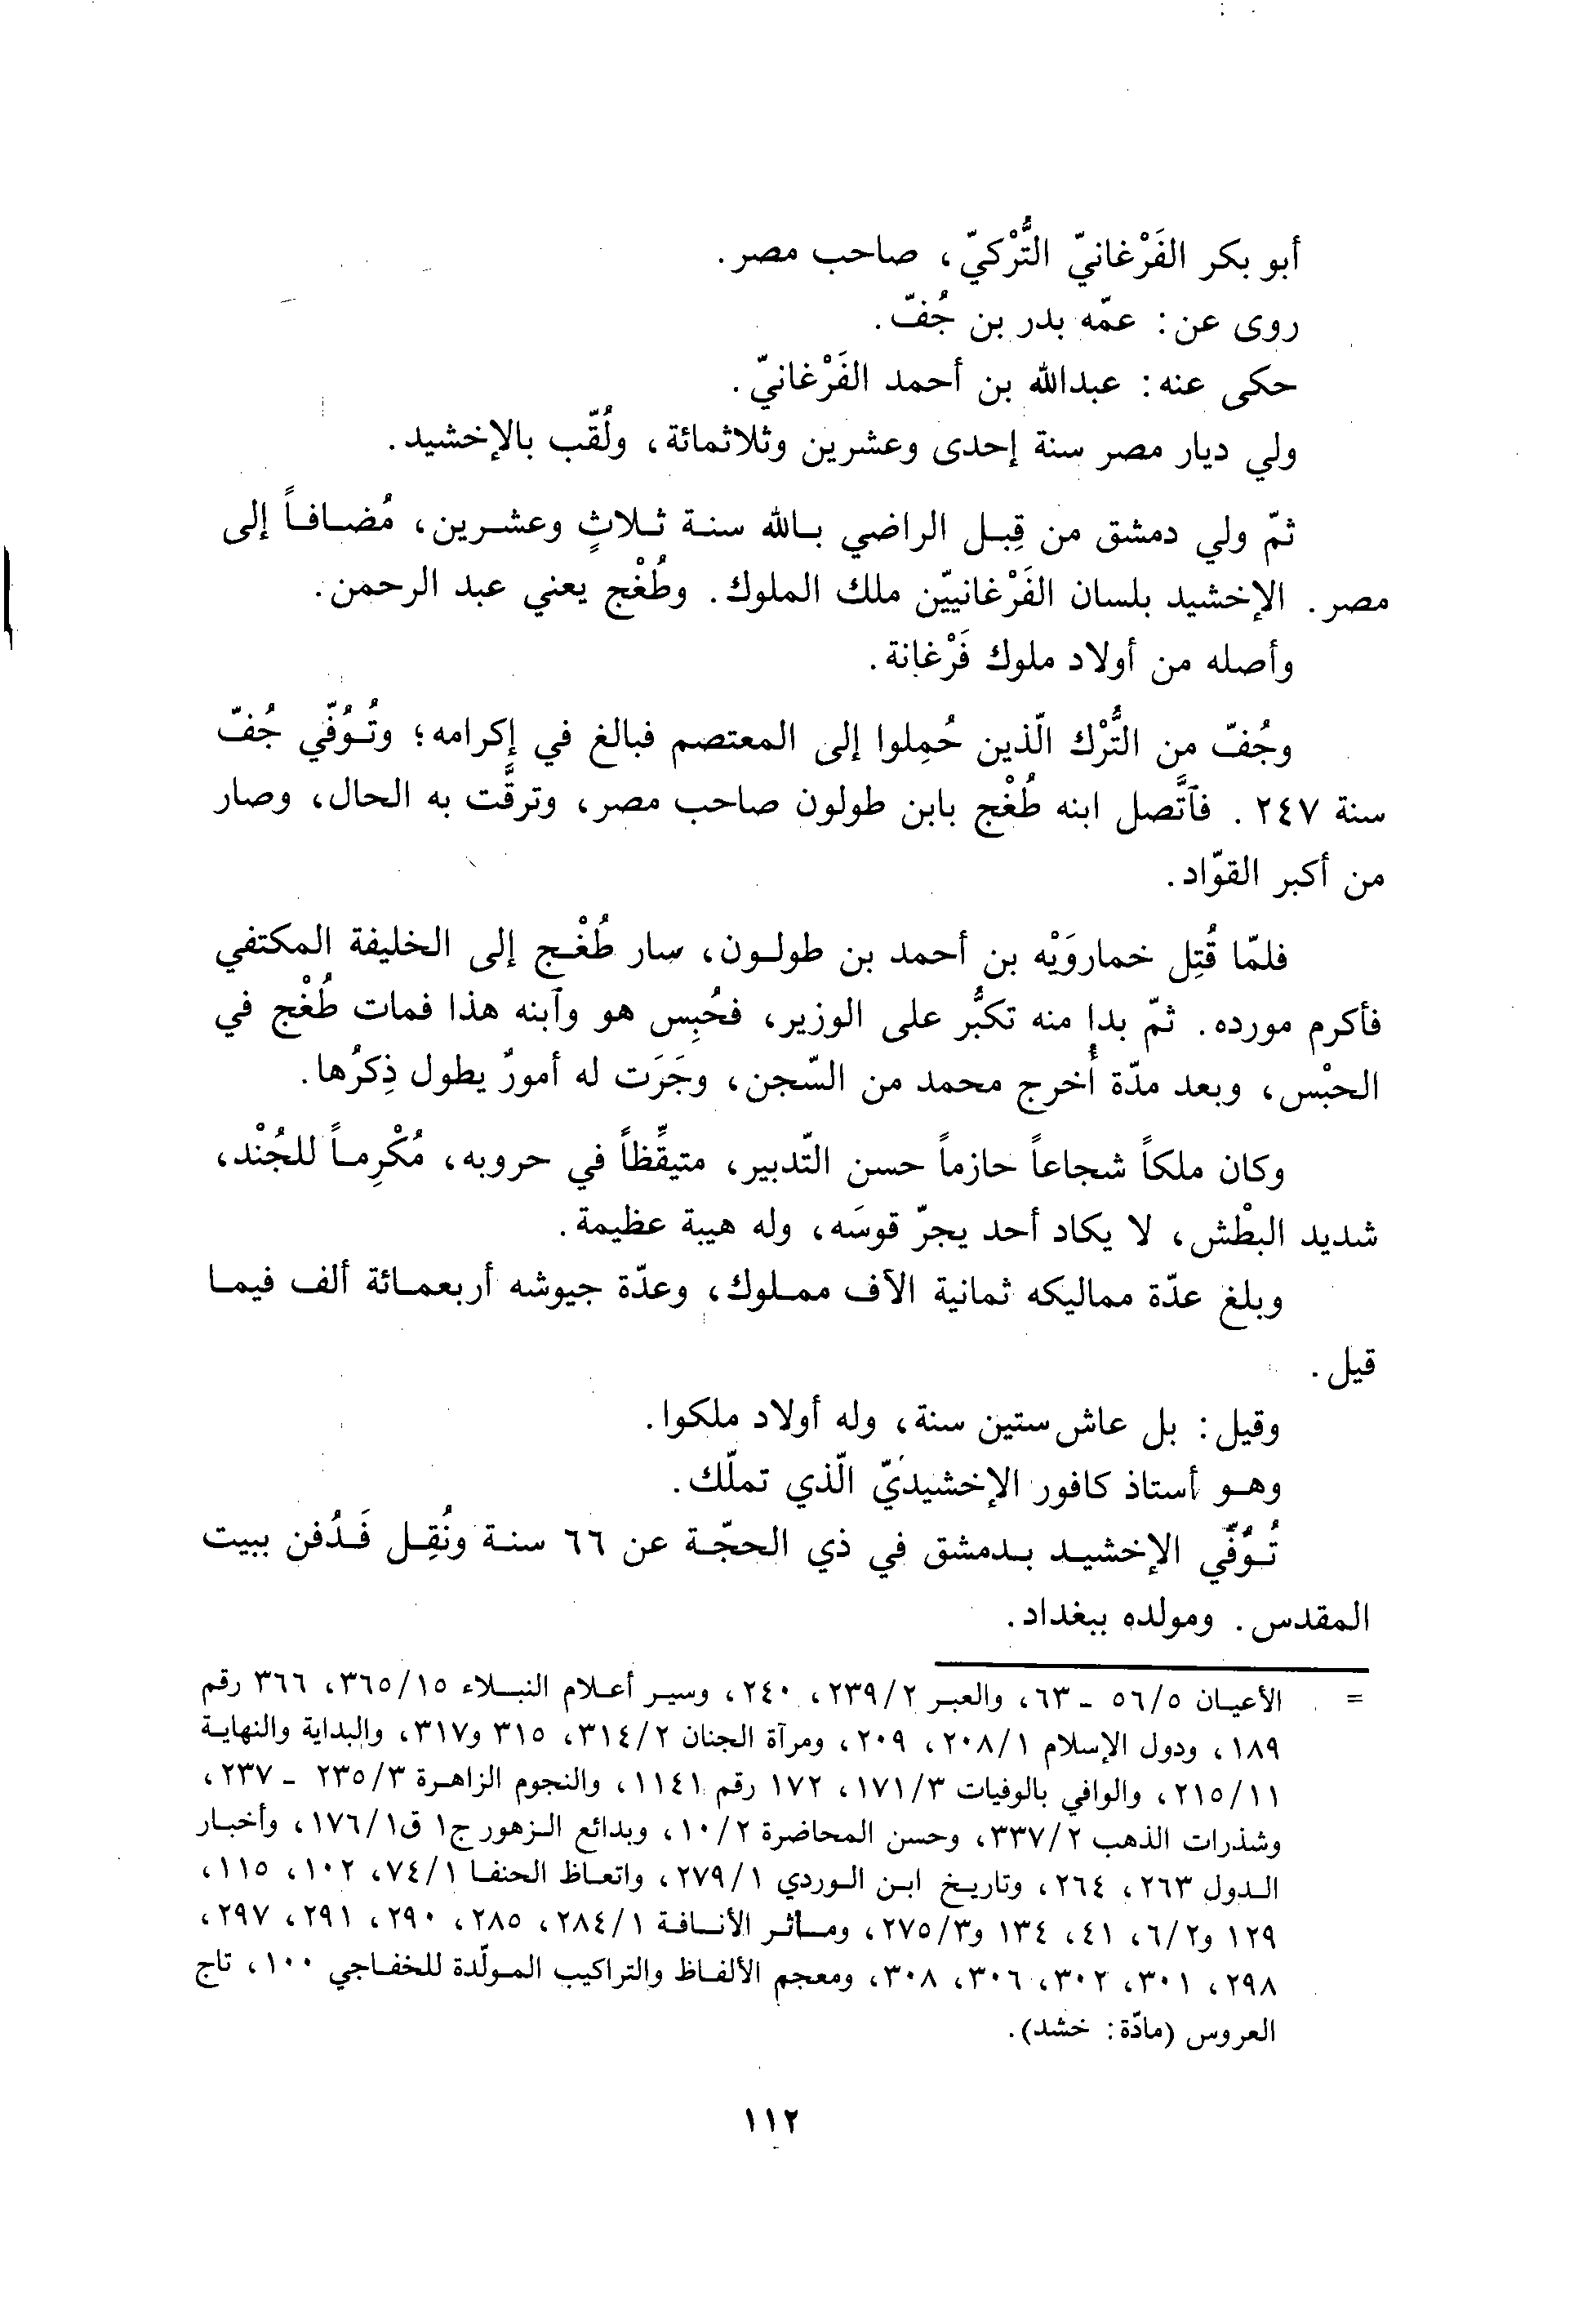 أبو بكر الفَرْغانيّ التُّرْكيّ، صاحب مصر.
روى عن: عمّه بدر بن جُفّ.
حكى عنه: عبدالله بن أحمد الفَرْغانيّ.
ولي ديار مصر سنة إحدى وعشرين وثلاثمائة، ولُقّب بالإخشيد.
ثمّ ولي دمشق من قِبل الراضي بالله سنة ثلاثٍ وعشرين، مُضافاً إلى
مصر. الإخشيد بلسان الفَرْغانييّن ملك الملوك. وطُغْج يعني عبد الرحمن.
وأصله من أولاد ملوك فَرْغانة.
وجُفّ من التُّرْك الّذين حُمِلوا إلى المعتصم فبالغ في إكرامه؛ وتُوُفّي جُفّ
سنة ٢٤٧. فآتَّصل ابنه طُغْج بابن طولون صاحب مصر، وترقَّت به الحال، وصار
من أكبر القوّاد.
فلمّا قُتِل خمارَوَيْه بن أحمد بن طولون، سار طُغْج إلى الخليفة المكتفي
فأكرم مورده. ثمّ بدا منه تكبُّر على الوزير، فحُبِس هو وآبنه هذا فمات طُغْج في
الحبْس، وبعد مدّة أُخرج محمد من السّجن، وجَرَت له أمورٌ يطول ذِكرُها.
وكان ملكاً شجاعاً حازماً حسن التّدبير، متيقِّظاً في حروبه، مُكْرِماً للجُنْد،
شديد البطْش، لا يكاد أحد يجرّ قوسَه، وله هيبة عظيمة.
وبلغ عدّة مماليكه ثمانية الآف مملوك، وعدّة جيوشه أربعمائة ألف فيما
قيل.
وقيل: بل عاش ستين سنة، وله أولاد ملكوا.
وهو أستاذ كافور الإخشيديّ الّذي تملّك.
تُوُفّي الإخشيد بدمشق في ذي الحجّة عن ٦٦ سنة ونُقِل فَدُفن ببيت
المقدس. ومولده ببغداد.
= الأعيان ٥/ ٥٦ - ٦٣، والعبر ٢/ ٢٣٩، ٢٤٠، وسير أعلام النبلاء ١٥/ ٣٦٥، ٣٦٦ رقم
١٨٩، ودول الإسلام ١/ ٢٠٨، ٢٠٩، ومرآة الجنان ٢/ ٣١٤، ٣١٥ و٣١٧، والبداية والنهاية
١١/ ٢١٥، والوافي بالوفيات ٣/ ١٧١، ١٧٢ رقم ١١٤١، والنجوم الزاهرة ٣/ ٢٣٥ - ٢٣٧،
وشذرات الذهب ٢/ ٣٣٧، وحسن المحاضرة ٢/ ١٠، وبدائع الزهور ج١ ق١/ ١٧٦، وأخبار
الدول ٢٦٣، ٢٦٤، وتاريخ ابن الوردي ١/ ٢٧٩، واتعاظ الحنفا ١/ ٧٤، ١٠٢، ١١٥،
١٢٩ و٢/ ٦، ٤١، ١٣٤ و٣/ ٢٧٥، ومآثر الأنافة ١/ ٢٨٤، ٢٨٥، ٢٩٠، ٢٩١، ٢٩٧،
٢٩٨، ٣٠١، ٣٠٢، ٣٠٦، ٣٠٨، ومعجم الألفاظ والتراكيب المولّدة للخفاجي ١٠٠، تاج
العروس (مادّة: خشد).
١١٢